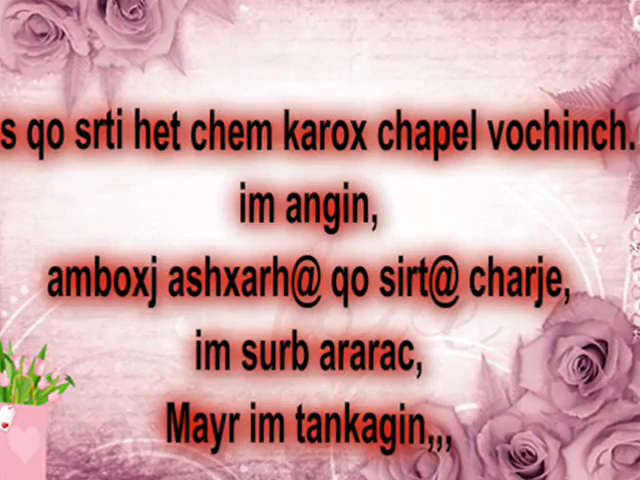 s qo srti het chem karox chapel vochinch.
im angin,
amboxj ashxarh@ qo sirt@ charje,
im surb ararac,
Mayr im tankagin,,,